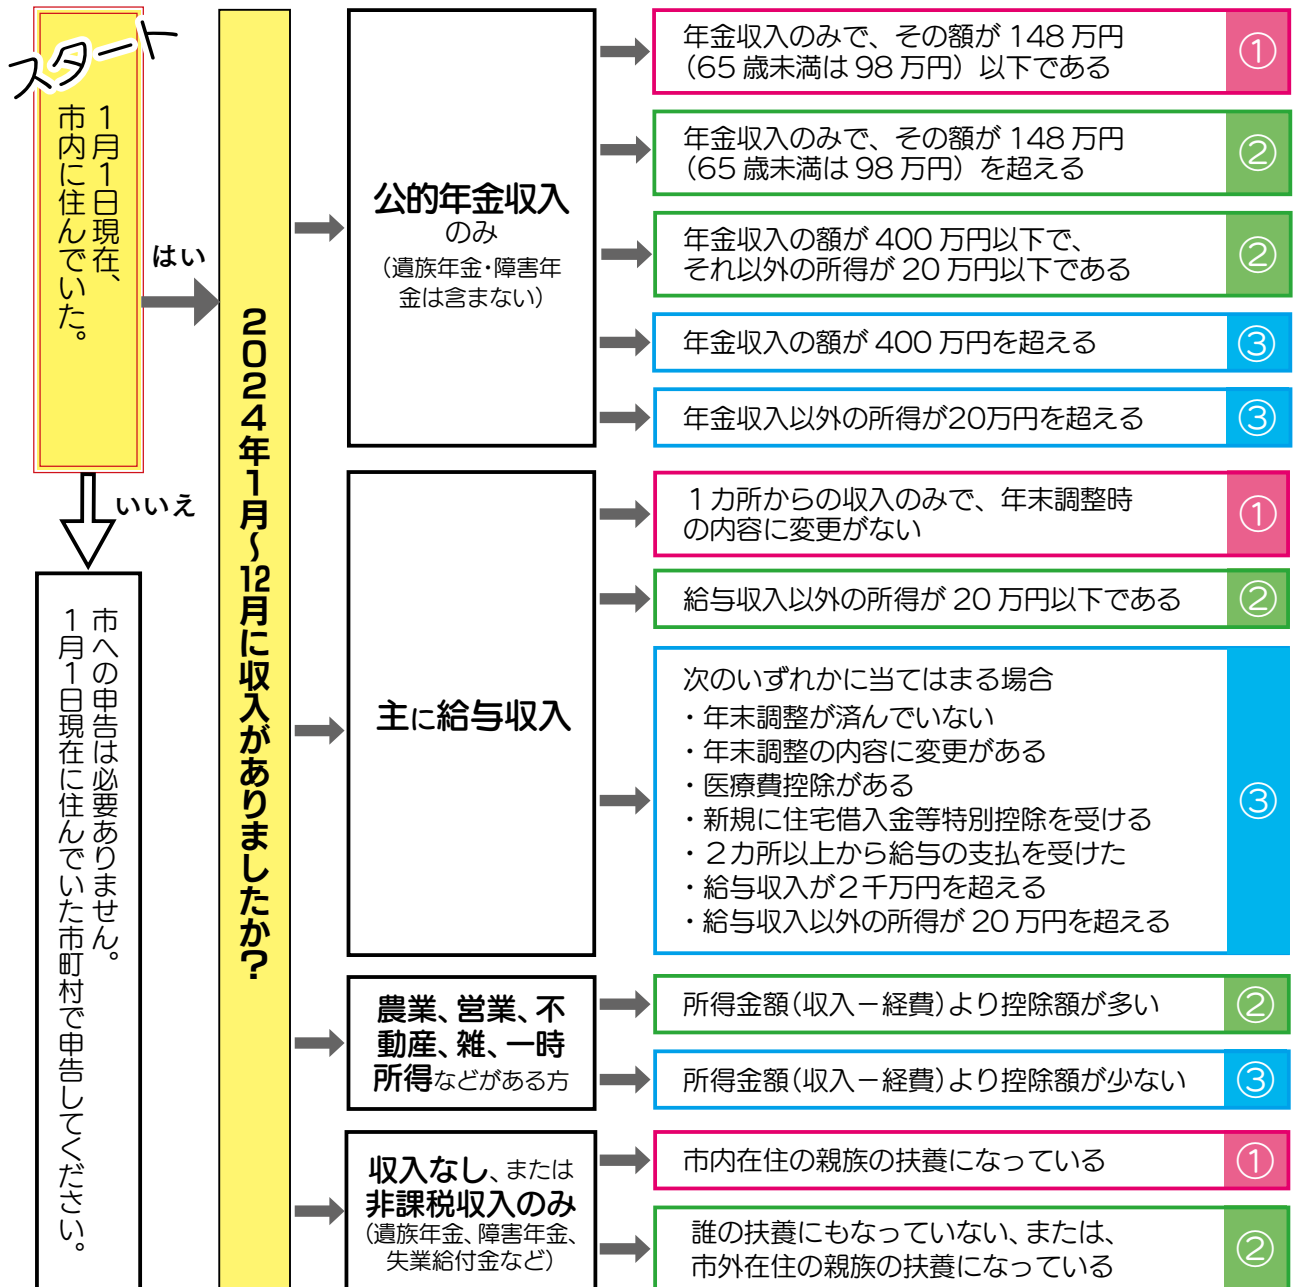 スタート
1月1日現在、
市内に住んでいた。
はい
いいえ
市への申告は必要ありません。
1月1日現在に住んでいた市町村で申告してください。
2024年1月~12月に収入がありましたか?
公的年金収入
のみ
(遺族年金・障害年
金は含まない)
年金収入のみで、その額が 148 万円
(65 歳未満は 98 万円) 以下である
①
年金収入のみで、その額が 148 万円
(65 歳未満は 98 万円) を超える
②
年金収入の額が 400 万円以下で、
それ以外の所得が 20 万円以下である
②
年金収入の額が 400 万円を超える
③
年金収入以外の所得が20万円を超える
③
主に給与収入
1カ所からの収入のみで、年末調整時
の内容に変更がない
①
給与収入以外の所得が 20 万円以下である
②
次のいずれかに当てはまる場合
・年末調整が済んでいない
・年末調整の内容に変更がある
・医療費控除がある
・新規に住宅借入金等特別控除を受ける
・2カ所以上から給与の支払を受けた
・給与収入が2千万円を超える
・給与収入以外の所得が 20 万円を超える
③
農業、営業、不
動産、雑、一時
所得などがある方
所得金額(収入ー経費)より控除額が多い
②
所得金額(収入ー経費)より控除額が少ない
③
収入なし、または
非課税収入のみ
(遺族年金、障害年金、
失業給付金など)
市内在住の親族の扶養になっている
①
誰の扶養にもなっていない、または、
市外在住の親族の扶養になっている
②